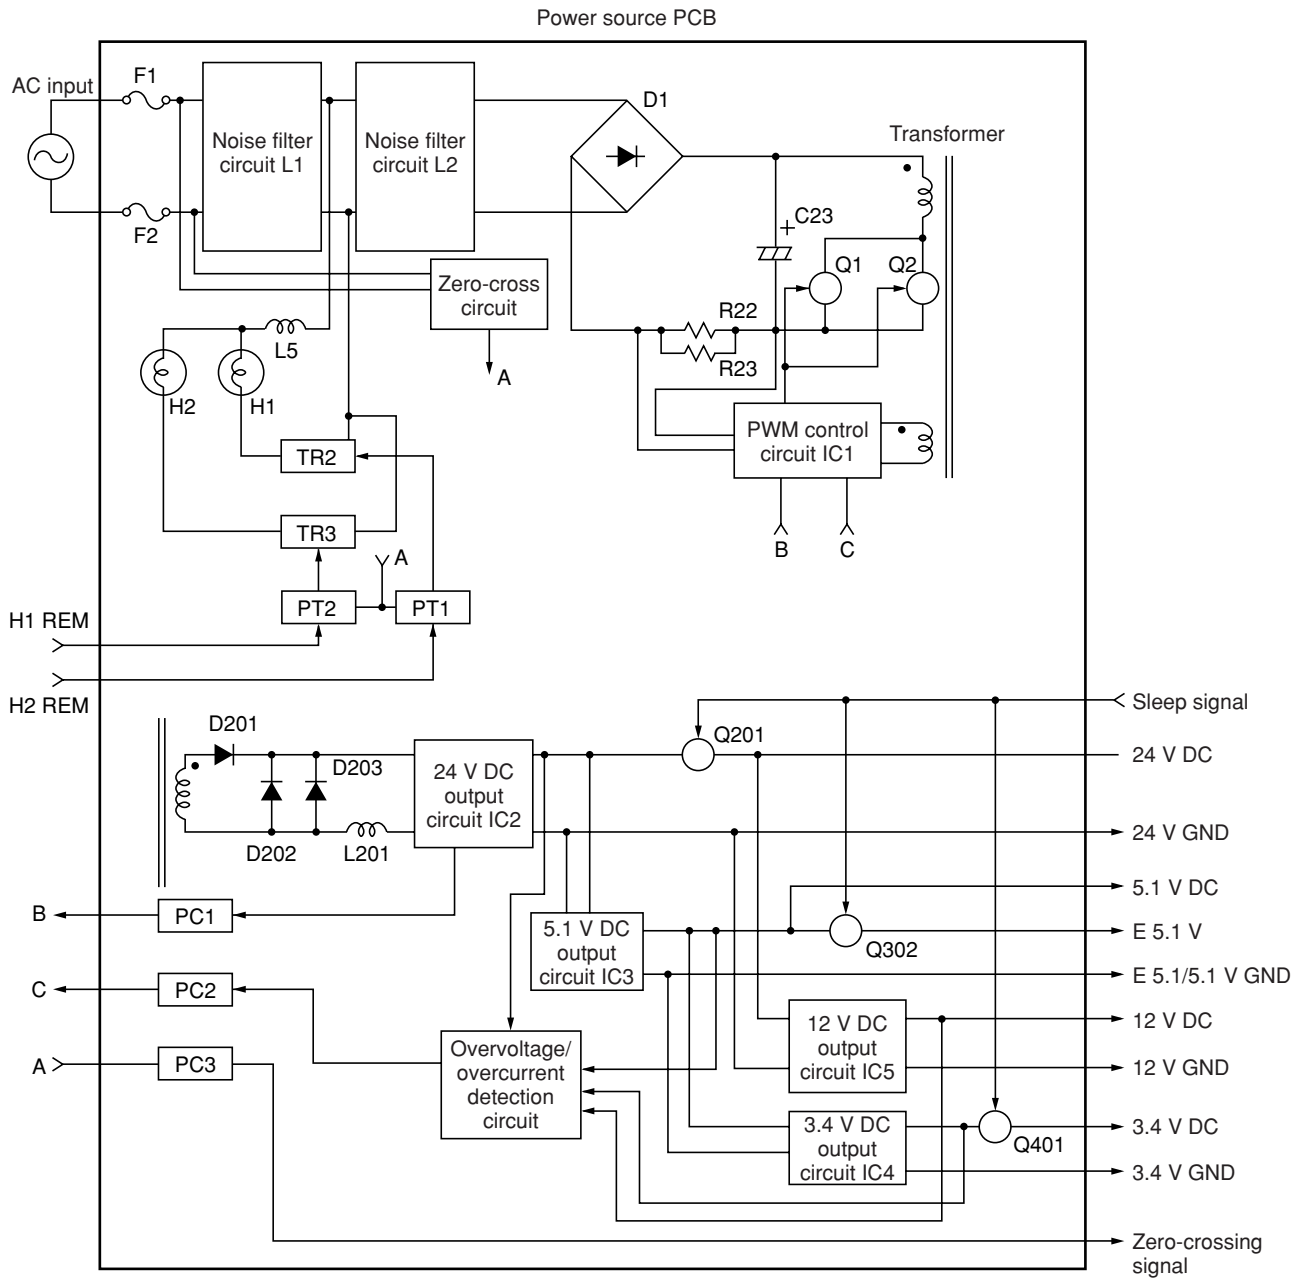 Power source PCB
AC input
F1
F2
Noise filter
circuit L1
Noise filter
circuit L2
D1
Transformer
C23
Q1
Q2
R22
R23
Zero-cross
circuit
A
L5
H2
H1
TR2
TR3
PWM control
circuit IC1
B
C
A
PT2
PT1
H1 REM
H2 REM
Sleep signal
D201
D203
D202
L201
24 V DC
output
circuit IC2
Q201
24 V DC
24 V GND
5.1 V DC
B
PC1
5.1 V DC
output
circuit IC3
Q302
E 5.1 V
E 5.1/5.1 V GND
C
PC2
12 V DC
output
circuit IC5
12 V DC
12 V GND
A
PC3
Overvoltage/
overcurrent
detection
circuit
3.4 V DC
output
circuit IC4
Q401
3.4 V DC
3.4 V GND
Zero-crossing
signal